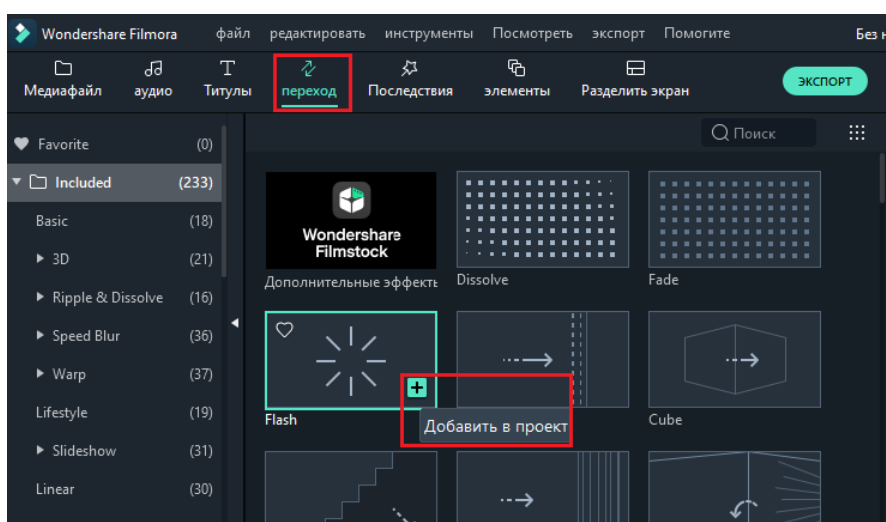 Wondershare Filmora файл редактировать инструменты Посмотреть экспорт Помогите Без н
Медиафайл аудио Титулы переход Последствия элементы Разделить экран экспорт
Поиск
Favorite (0)
Included (233)
Basic (18)
3D (21)
Ripple & Dissolve (16)
Speed Blur (36)
Warp (37)
Lifestyle (19)
Slideshow (31)
Linear (30)
Wondershare
Filmstock
Дополнительные эффекть Dissolve Fade
Flash Cube
Добавить в проект